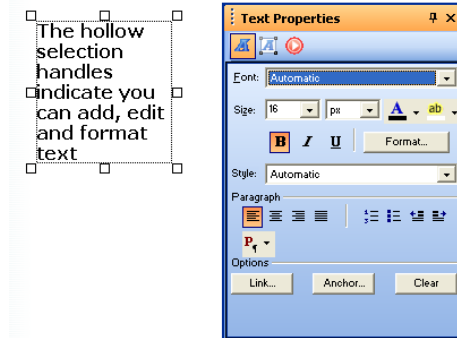 The hollow
selection
handles
indicate you
can add, edit
and format
text
Text Properties
Font: Automatic
Size: 16 px A ab
B I U Format...
Style: Automatic
Paragraph
P¶
Options
Link... Anchor... Clear